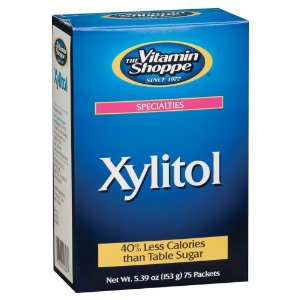 THE Vitamin
Shoppe
SINCE 1977
SPECIALTIES
Xylitol
40% Less Calories
than Table Sugar
Net Wt. 5.39 oz (153 g) 75 Packets